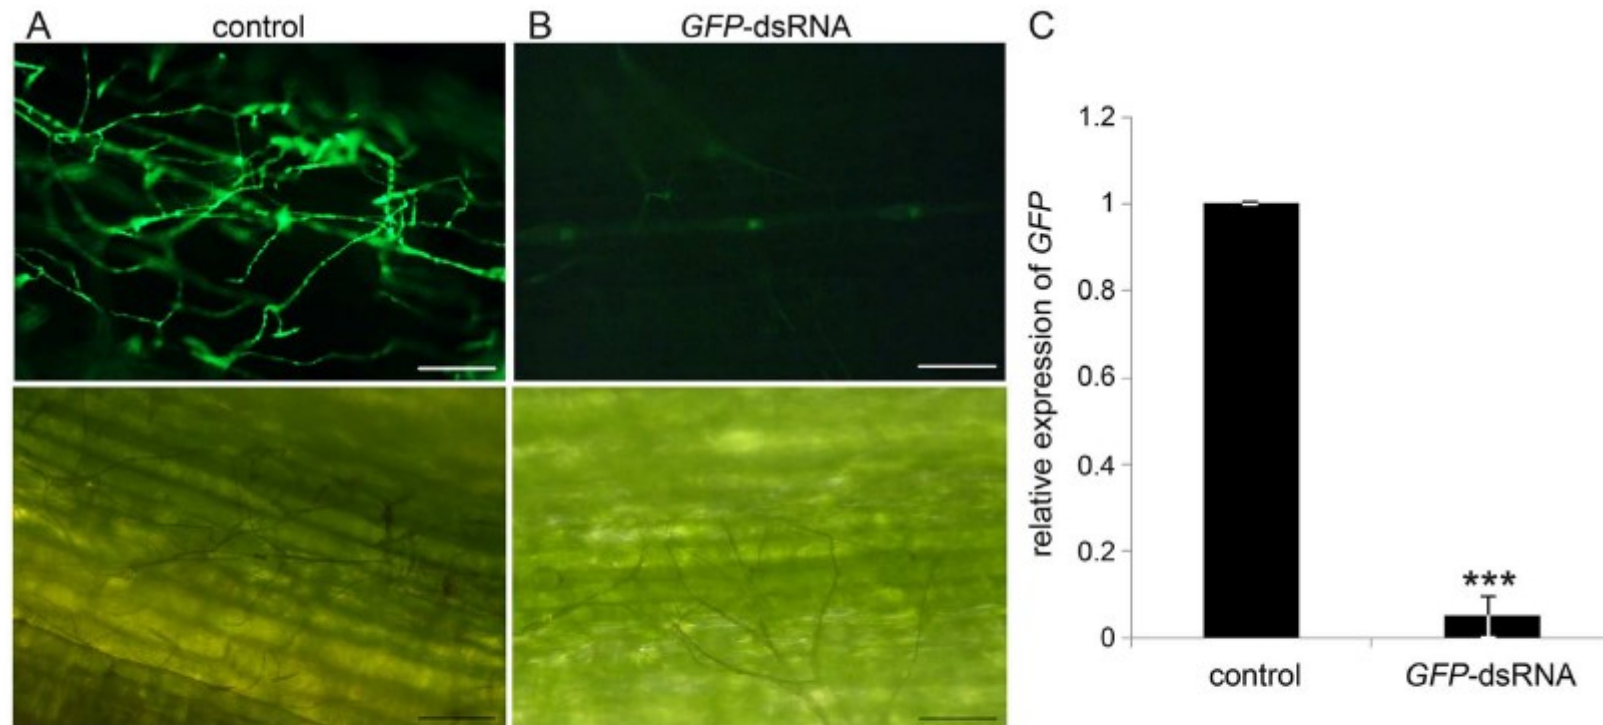 A
control
B
GFP-dsRNA
C
1.2
1
0.8
0.6
0.4
0.2
0
relative expression of GFP
***
control
GFP-dsRNA